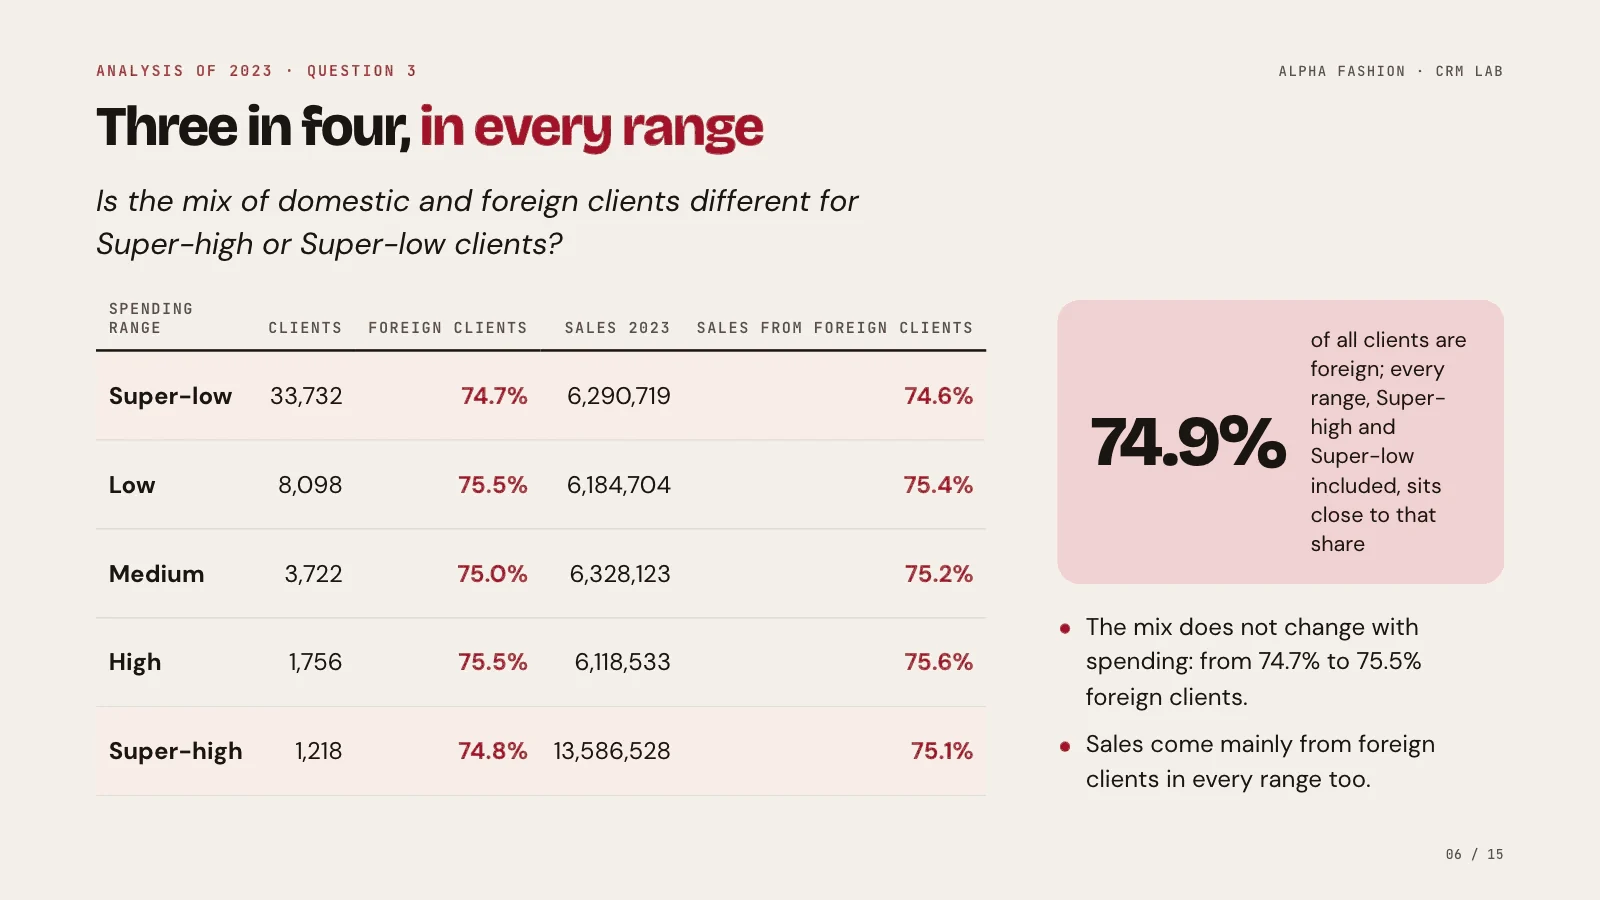 ANALYSIS OF 2023 · QUESTION 3
ALPHA FASHION · CRM LAB
Three in four, in every range
Is the mix of domestic and foreign clients different for
Super-high or Super-low clients?
SPENDING
RANGE CLIENTS FOREIGN CLIENTS SALES 2023 SALES FROM FOREIGN CLIENTS
Super-low 33,732 74.7% 6,290,719 74.6%
Low 8,098 75.5% 6,184,704 75.4%
Medium 3,722 75.0% 6,328,123 75.2%
High 1,756 75.5% 6,118,533 75.6%
Super-high 1,218 74.8% 13,586,528 75.1%
74.9%
of all clients are
foreign; every
range, Super-
high and
Super-low
included, sits
close to that
share
• The mix does not change with
spending: from 74.7% to 75.5%
foreign clients.
• Sales come mainly from foreign
clients in every range too.
06 / 15